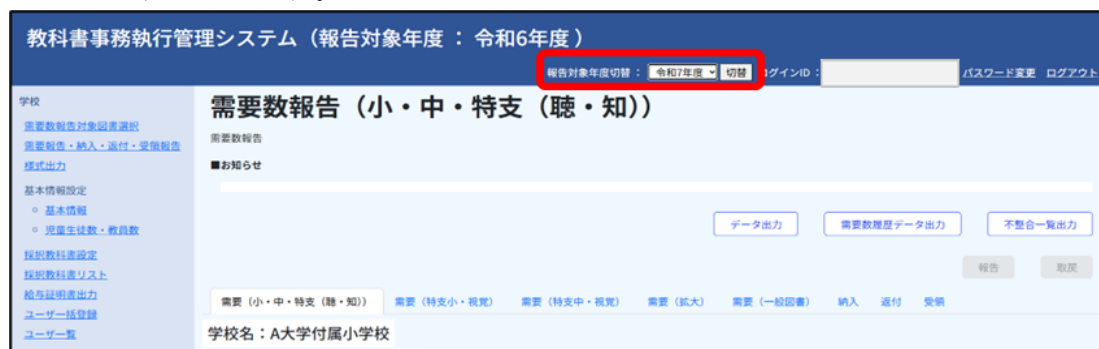 教科書事務執行管理システム（報告対象年度 ： 令和6年度 ）
報告対象年度切替 ： 令和7年度 切替 ログインID : パスワード変更 ログアウト
学校
需要数報告対象図書選択
需要報告・納入・返付・受領報告
様式出力
基本情報設定
基本情報
児童生徒数・教員数
採択教科書設定
採択教科書リスト
給与証明書出力
ユーザー括登録
ユーザ一覧
需要数報告（小・中・特支（聴・知））
需要数報告
■お知らせ
データ出力 需要数履歴データ出力 不整合一覧出力
報告 取戻
需要（小・中・特支（聴・知）） 需要（特支小・視覚） 需要（特支中・視覚） 需要（拡大） 需要（一般図書） 納入 返付 受領
学校名：A大学付属小学校